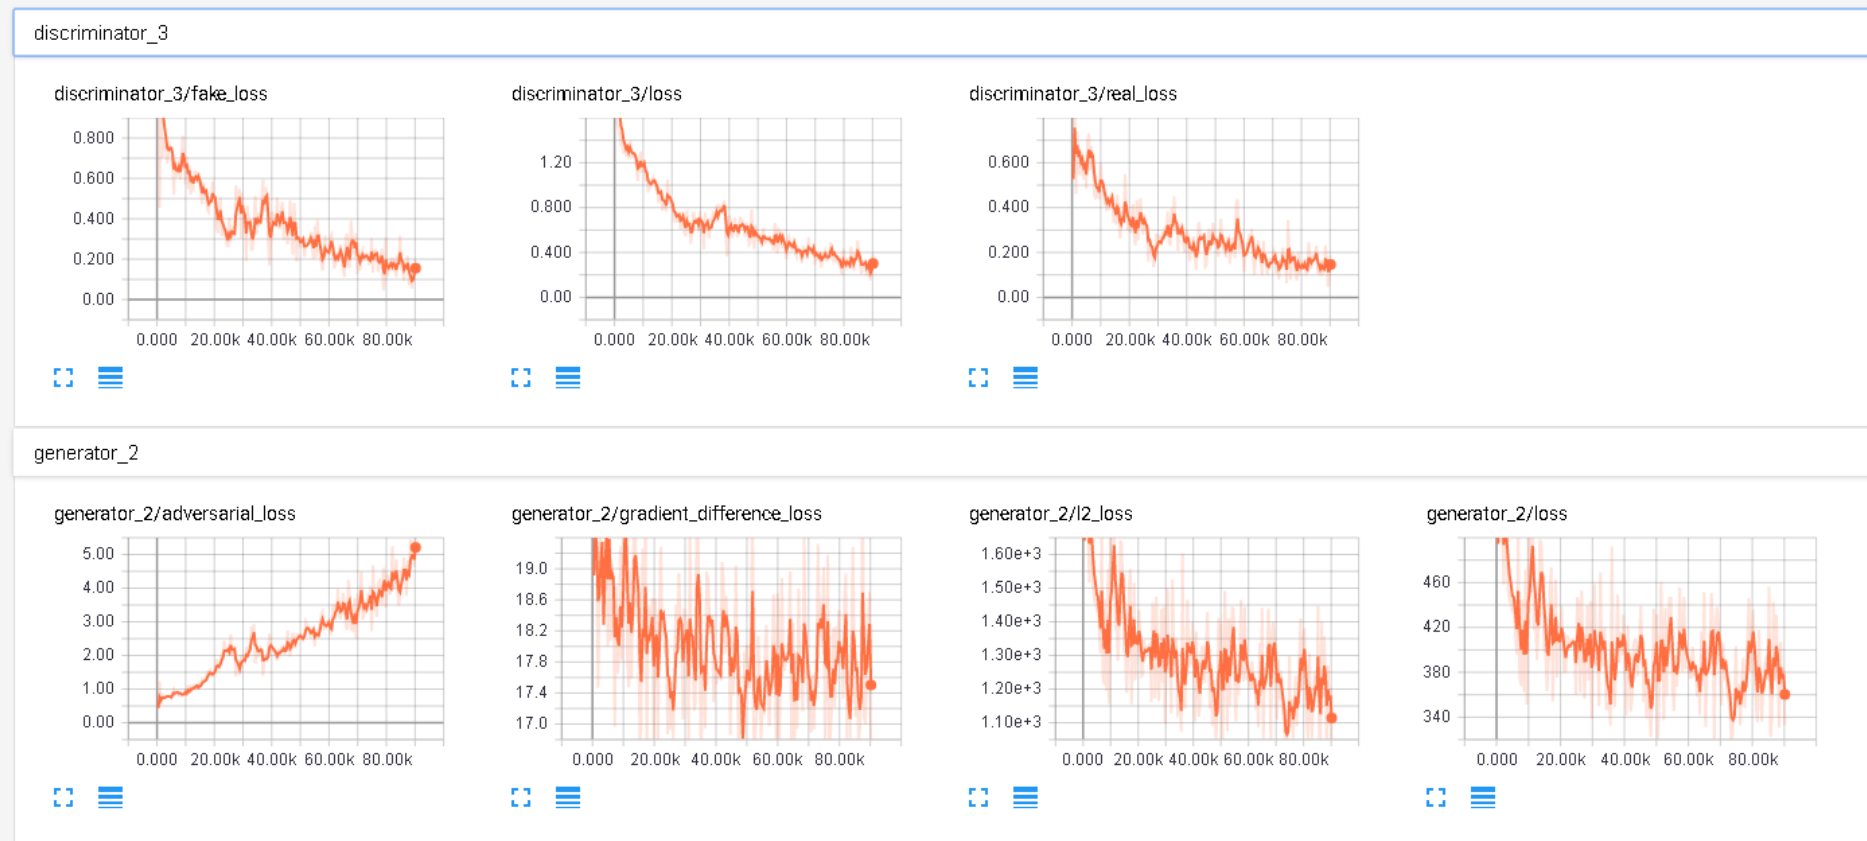 discriminator_3
discriminator_3/fake_loss
0.800
0.600
0.400
0.200
0.00
0.000 20.00k 40.00k 60.00k 80.00k
discriminator_3/loss
1.20
0.800
0.400
0.00
0.000 20.00k 40.00k 60.00k 80.00k
discriminator_3/real_loss
0.600
0.400
0.200
0.00
0.000 20.00k 40.00k 60.00k 80.00k
generator_2
generator_2/adversarial_loss
5.00
4.00
3.00
2.00
1.00
0.00
0.000 20.00k 40.00k 60.00k 80.00k
generator_2/gradient_difference_loss
19.0
18.6
18.2
17.8
17.4
17.0
0.000 20.00k 40.00k 60.00k 80.00k
generator_2/l2_loss
1.60e+3
1.50e+3
1.40e+3
1.30e+3
1.20e+3
1.10e+3
0.000 20.00k 40.00k 60.00k 80.00k
generator_2/loss
460
420
380
340
0.000 20.00k 40.00k 60.00k 80.00k